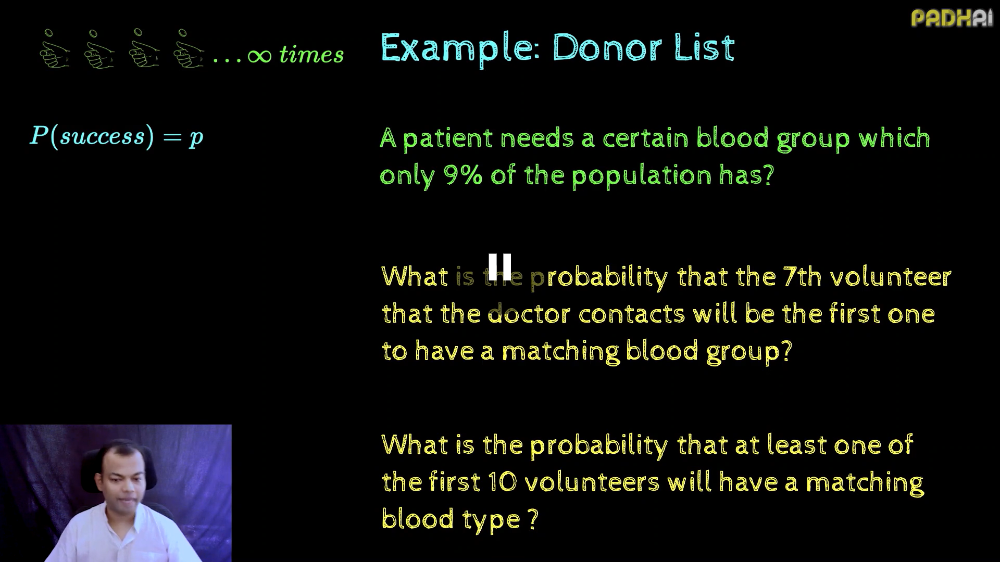 PADHAI
... ∞ times
Example: Donor List
P(success) = p
A patient needs a certain blood group which
only 9% of the population has?
What is the probability that the 7th volunteer
that the doctor contacts will be the first one
to have a matching blood group?
What is the probability that at least one of
the first 10 volunteers will have a matching
blood type ?